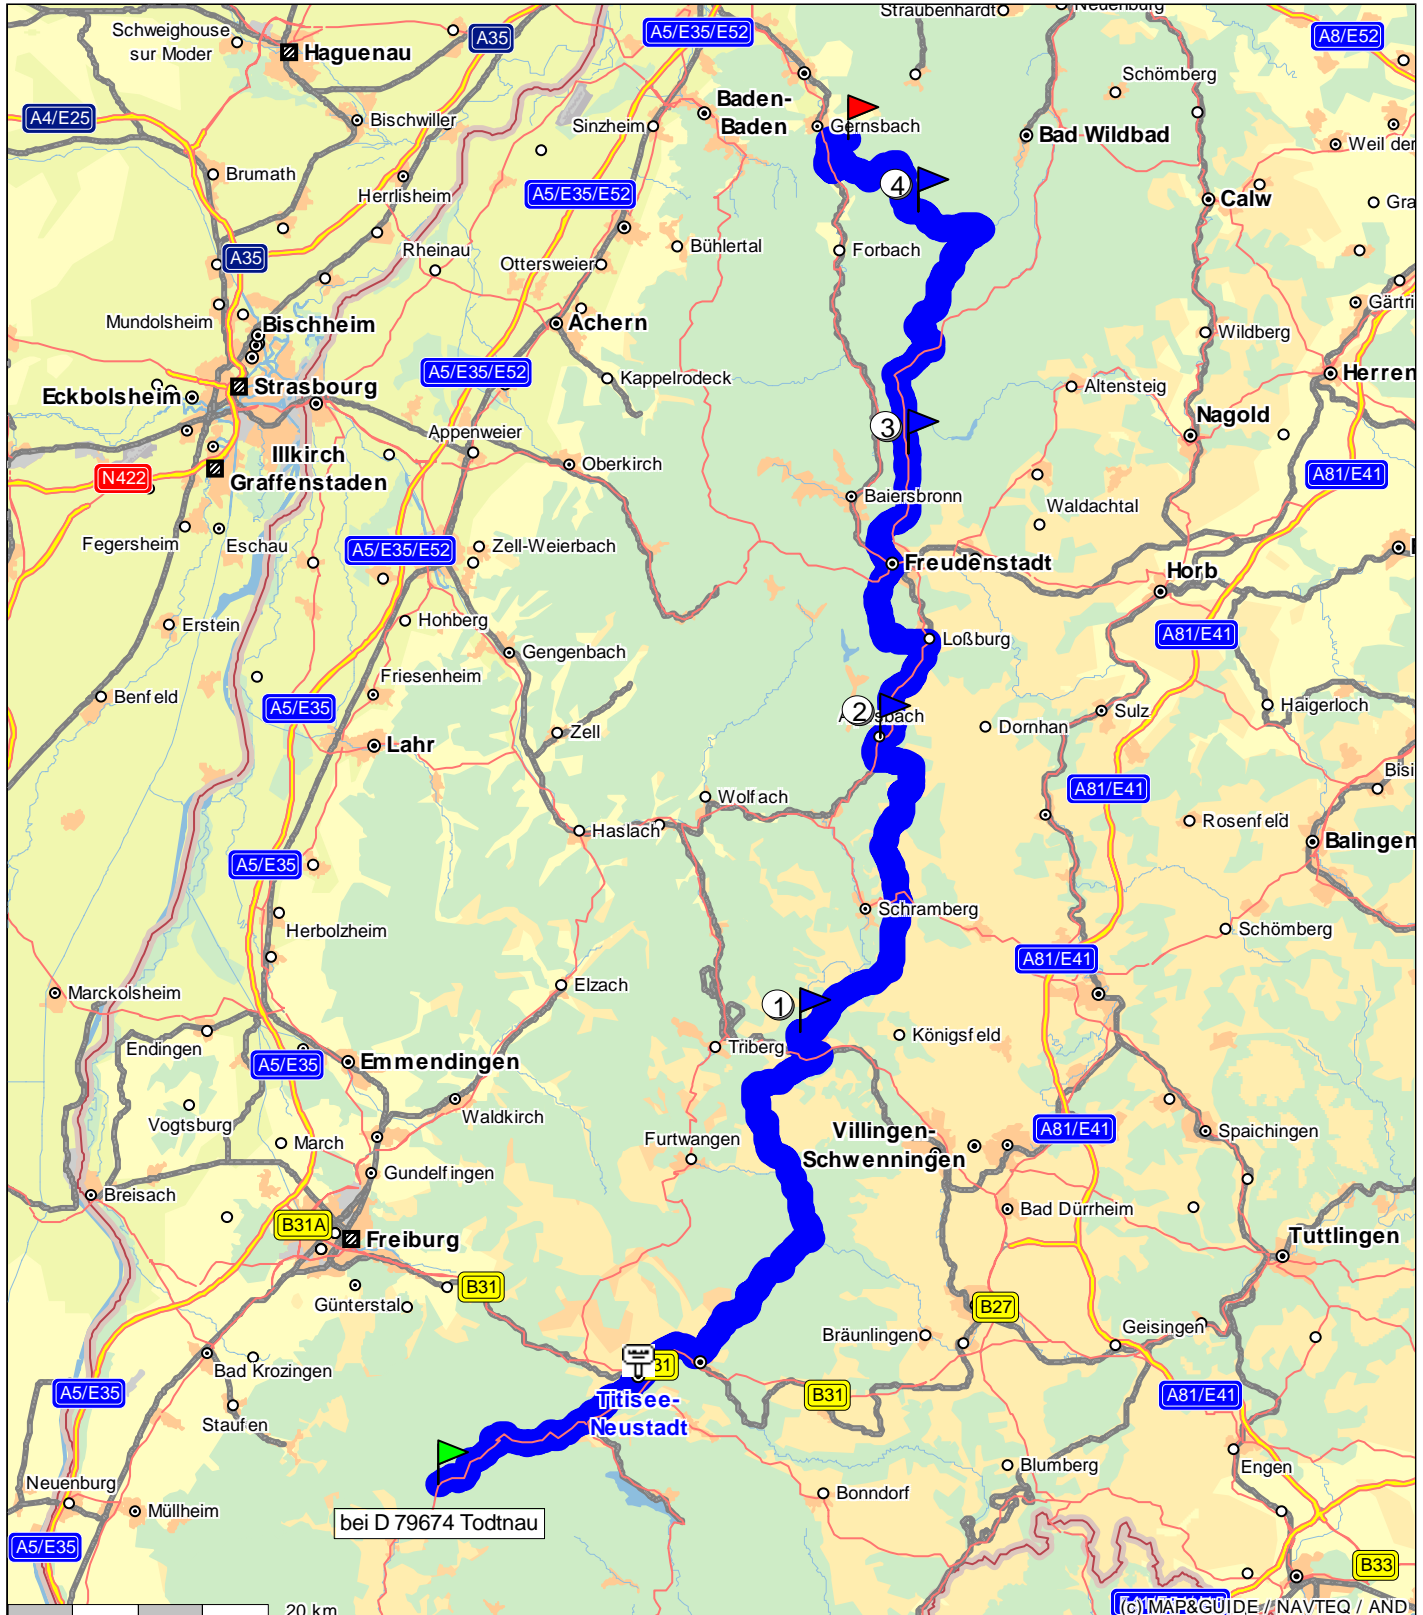 Schweighouse
sur Moder
Haguenau
A35
A5/E35/E52
Straubenhardt
Neuenburg
A8/E52
Schömberg
A4/E25
Bischwiller
Sinzheim
Baden-
Baden
Gernsbach
Bad Wildbad
Weil der
Brumath
Herrlisheim
A5/E35/E52
4
Calw
A35
Rheinau
Ottersweier
Bühlertal
Forbach
Gärtri
Mundolsheim
Bischheim
Achern
Wildberg
Eckbolsheim
Strasbourg
A5/E35/E52
Kappelrodeck
Altensteig
Herren
Appenweier
3
Nagold
N422
Illkirch
Graffenstaden
Oberkirch
A81/E41
Baiersbronn
Waldachtal
Fegersheim
Eschau
A5/E35/E52
Zell-Weierbach
Freudenstadt
Horb
Erstein
Hohberg
Loßburg
A81/E41
Gengenbach
Benfeld
Friesenheim
A5/E35
2
Dornhan
Sulz
Haigerloch
Lahr
Zell
Wolfach
A81/E41
Bisi
Haslach
Rosenfeld
Balingen
A5/E35
Schramberg
Herbolzheim
Schömberg
A81/E41
Marckolsheim
Elzach
1
Endingen
Triberg
Königsfeld
A5/E35
Emmendingen
Vogtsburg
March
Waldkirch
Furtwangen
Villingen-
Schwenningen
A81/E41
Spaichingen
Gundelfingen
Breisach
B31A
Freiburg
Bad Dürrheim
Tuttlingen
Günterstal
B31
Bräunlingen
B27
Geisingen
Bad Krozingen
B31
A5/E35
Titisee-
Neustadt
B31
A81/E41
Staufen
Neuenburg
Müllheim
Blumberg
Engen
Bonndorf
bei D 79674 Todtnau
A5/E35
B33
20 km
(c) MAP&GUIDE / NAVTEQ / AND